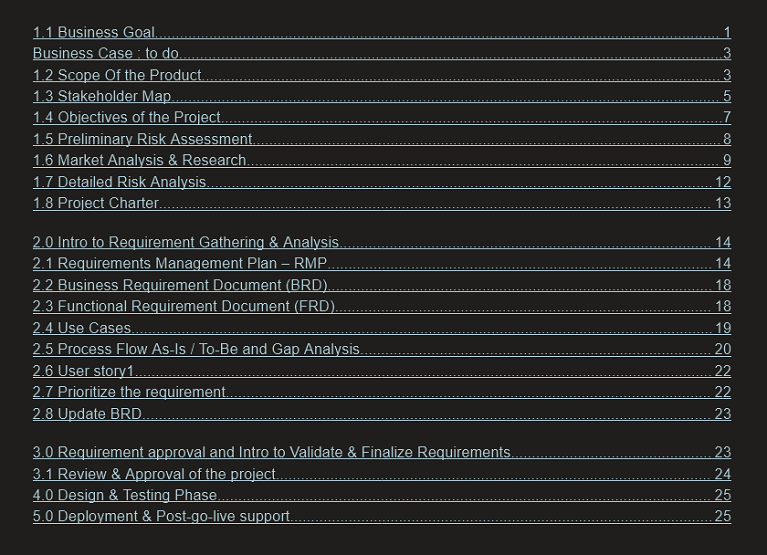 1.1 Business Goal 1
Business Case : to do 3
1.2 Scope Of the Product 3
1.3 Stakeholder Map 5
1.4 Objectives of the Project 7
1.5 Preliminary Risk Assessment 8
1.6 Market Analysis & Research 9
1.7 Detailed Risk Analysis 12
1.8 Project Charter 13
2.0 Intro to Requirement Gathering & Analysis 14
2.1 Requirements Management Plan – RMP 14
2.2 Business Requirement Document (BRD) 18
2.3 Functional Requirement Document (FRD) 18
2.4 Use Cases 19
2.5 Process Flow As-Is / To-Be and Gap Analysis 20
2.6 User story1 22
2.7 Prioritize the requirement 22
2.8 Update BRD 23
3.0 Requirement approval and Intro to Validate & Finalize Requirements 23
3.1 Review & Approval of the project 24
4.0 Design & Testing Phase 25
5.0 Deployment & Post-go-live support 25